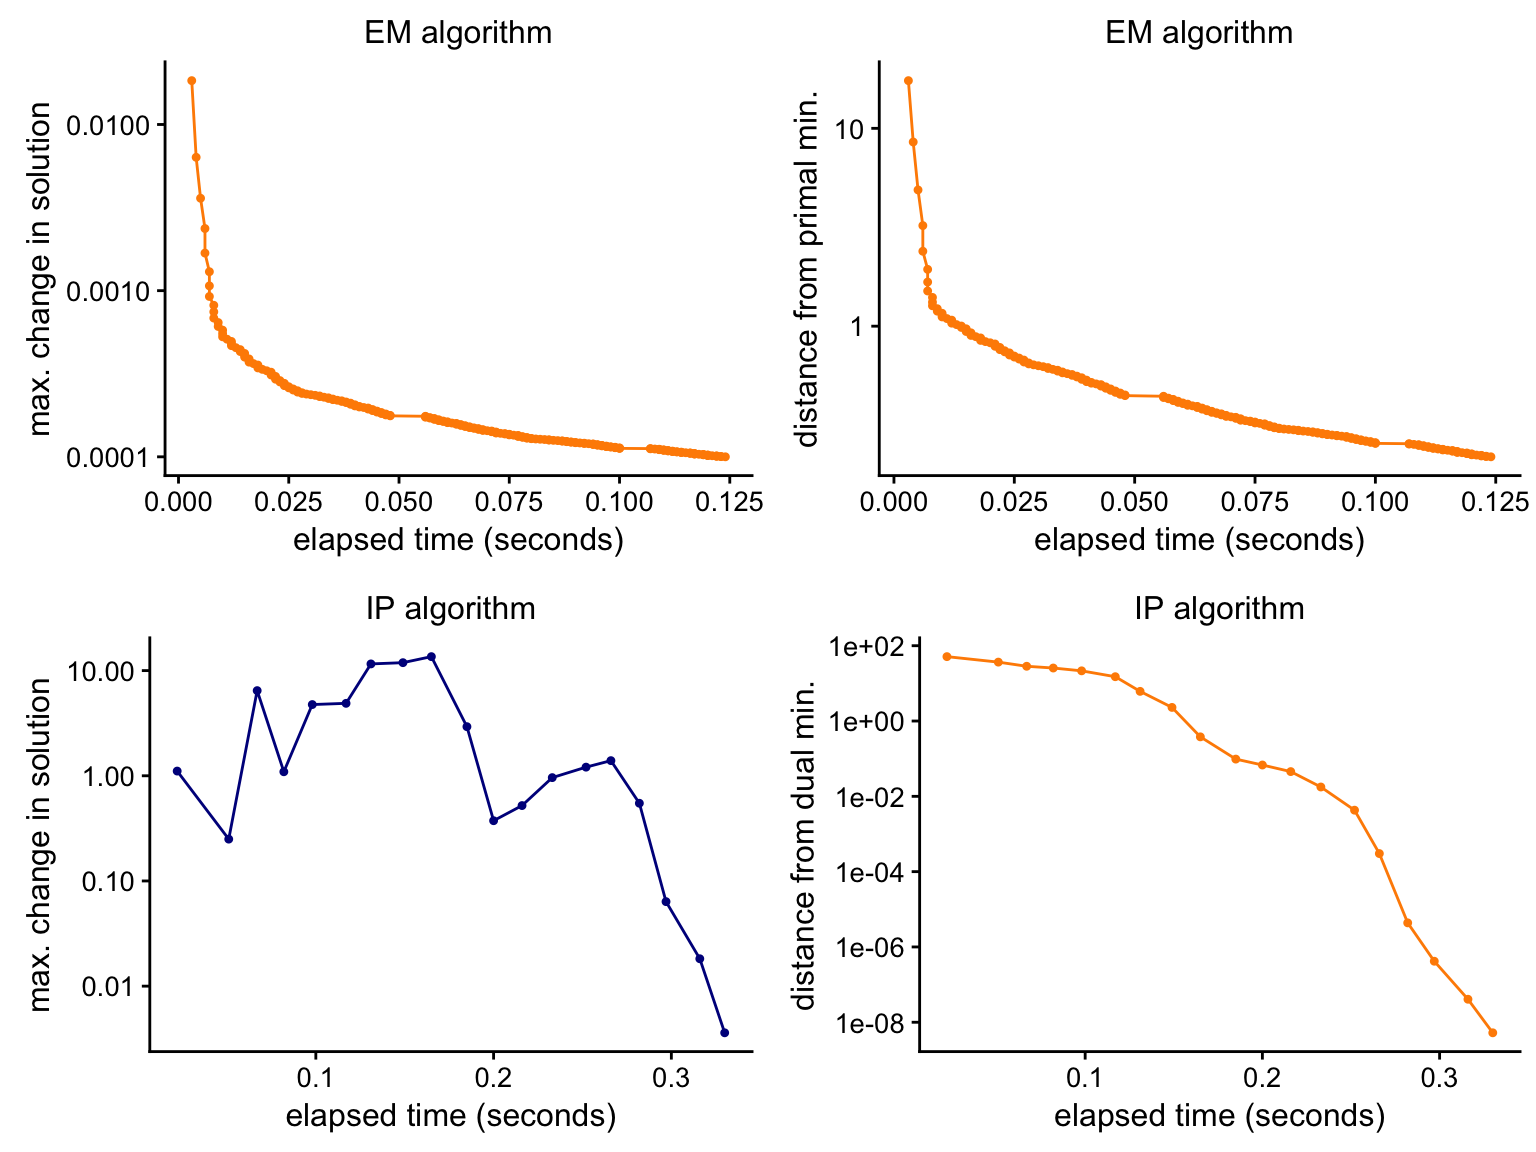 EM algorithm
max. change in solution
0.0100
0.0010
0.0001
0.000 0.025 0.050 0.075 0.100 0.125
elapsed time (seconds)
EM algorithm
distance from primal min.
10
1
0.000 0.025 0.050 0.075 0.100 0.125
elapsed time (seconds)
IP algorithm
max. change in solution
10.00
1.00
0.10
0.01
0.1 0.2 0.3
elapsed time (seconds)
IP algorithm
distance from dual min.
1e+02
1e+00
1e-02
1e-04
1e-06
1e-08
0.1 0.2 0.3
elapsed time (seconds)